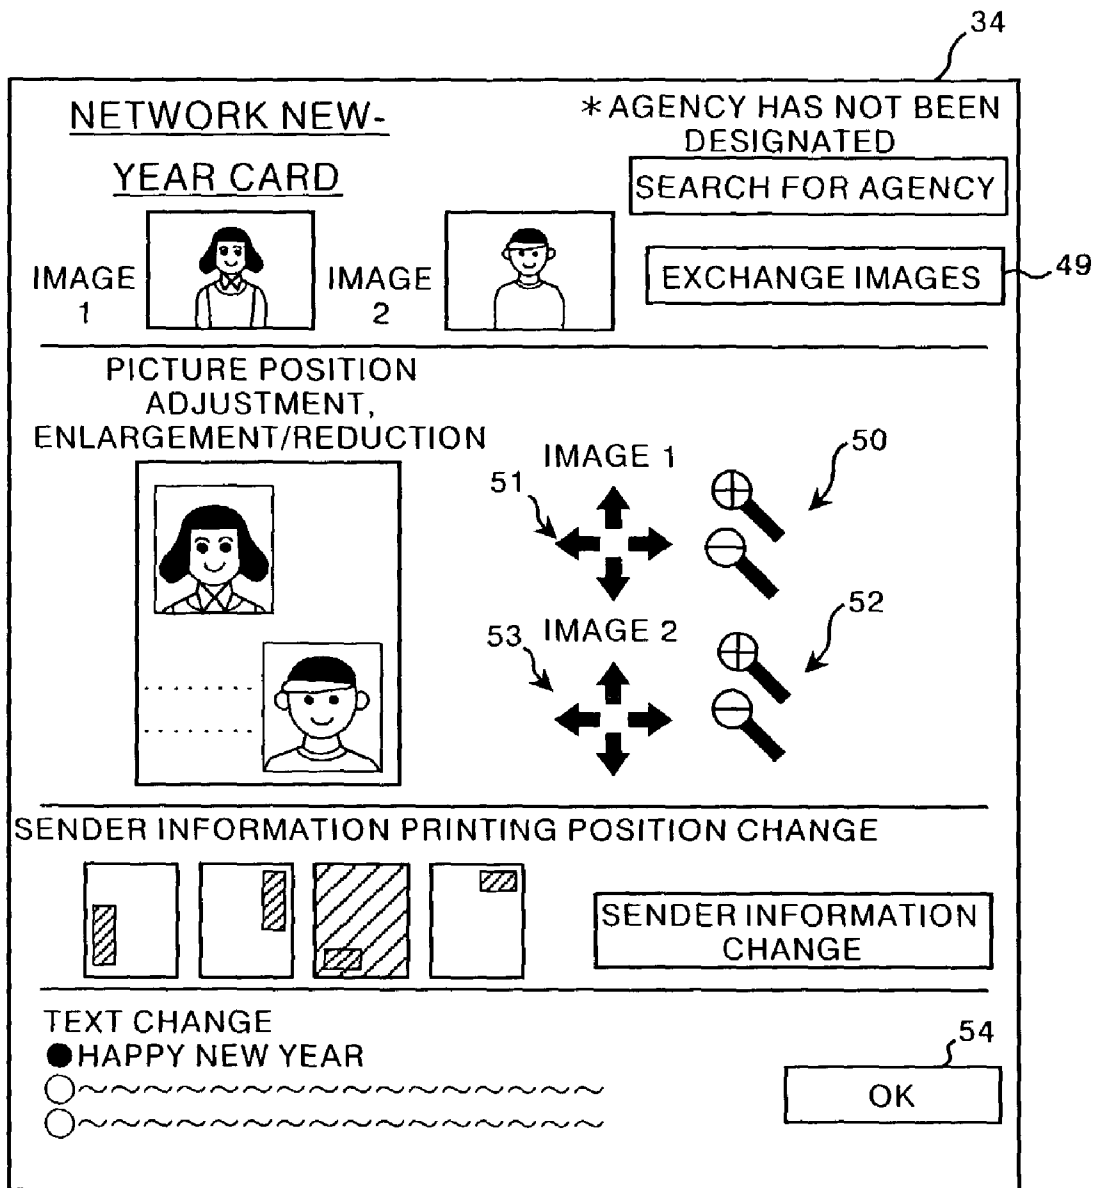 34
NETWORK NEW-
YEAR CARD
*AGENCY HAS NOT BEEN
DESIGNATED
SEARCH FOR AGENCY
IMAGE
1
IMAGE
2
EXCHANGE IMAGES
49
PICTURE POSITION
ADJUSTMENT,
ENLARGEMENT/REDUCTION
IMAGE 1
50
51
IMAGE 2
52
53
SENDER INFORMATION PRINTING POSITION CHANGE
SENDER INFORMATION
CHANGE
TEXT CHANGE
HAPPY NEW YEAR
54
OK